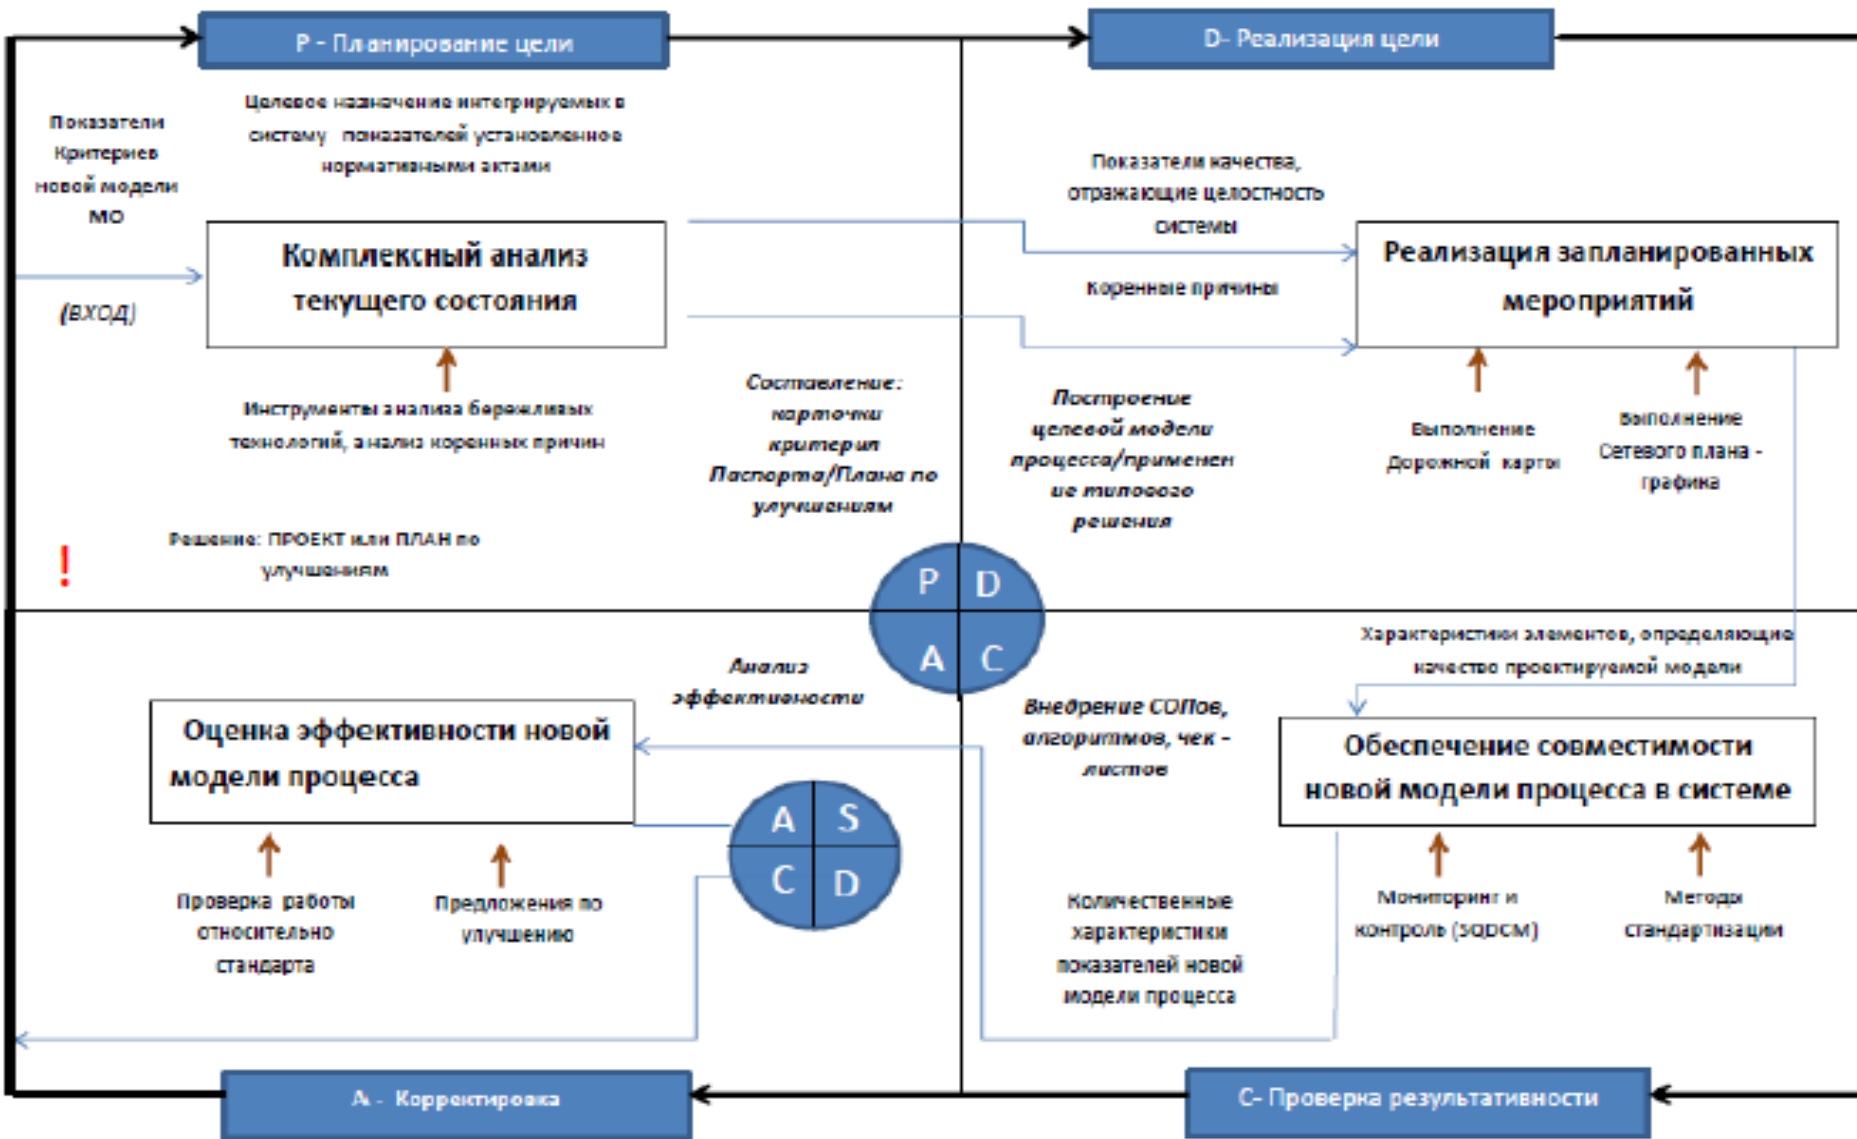 P - Планирование цели
D- Реализация цели
Показатели
Критериев
новой модели
МО
Целевое назначение интегрируемых в
систему показателей установленное
нормативными актами
Комплексный анализ
текущего состояния
(ВХОД)
Инструменты анализа бережливых
технологий, анализ коренных причин
Составление:
карточки
критерия
Паспорта/Плана по
улучшениям
!
Решение: ПРОЕКТ или ПЛАН по
улучшениям
Показатели качества,
отражающие целостность
системы
коренные причины
Реализация запланированных
мероприятий
Построение
целевой модели
процесса/применен
ие типового
решения
Выполнение
Дорожной карты
Выполнение
Сетевого плана -
графика
P D
A C
Анализ
эффективности
Оценка эффективности новой
модели процесса
A S
C D
Проверка работы
относительно
стандарта
Предложения по
улучшению
Характеристики элементов, определяющие
качество проектируемой модели
Внедрение СОПов,
алгоритмов, чек -
листов
Обеспечение совместимости
новой модели процесса в системе
Количественные
характеристики
показателей новой
модели процесса
Мониторинг и
контроль (SQDCM)
Методы
стандартизации
A - Корректировка
C- Проверка результативности